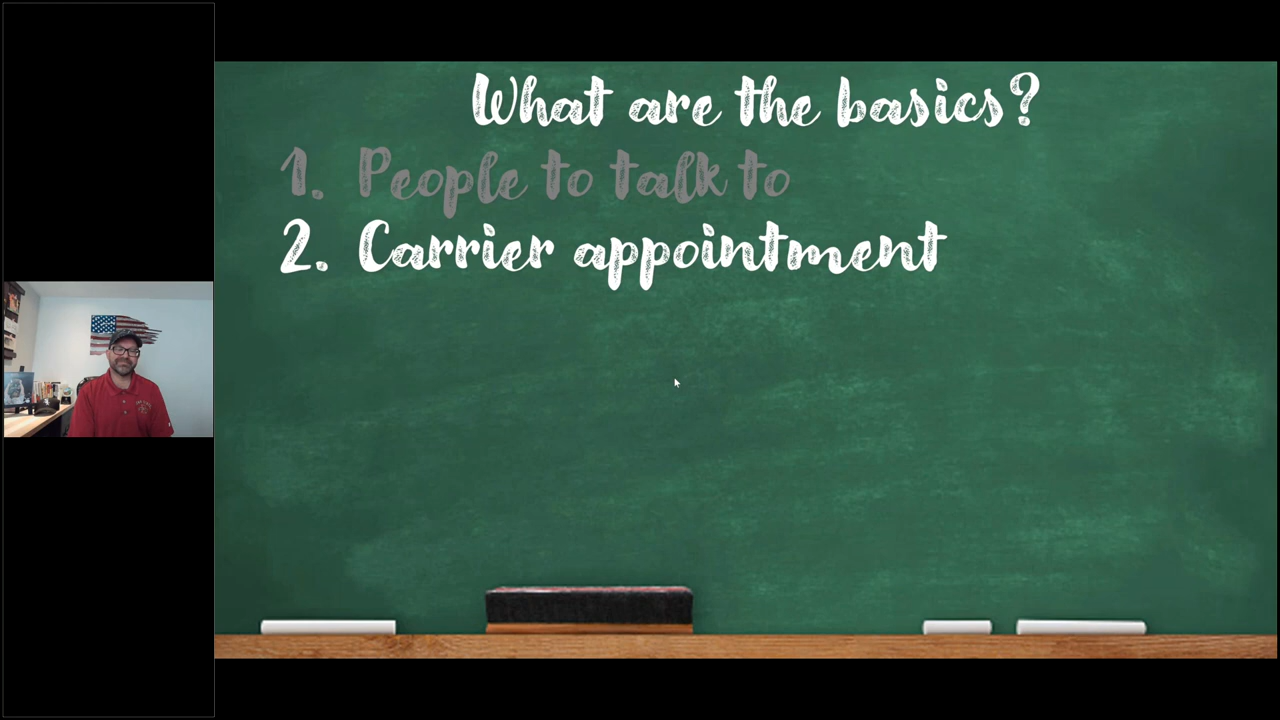 What are the basics?
1. People to talk to
2. Carrier appointment